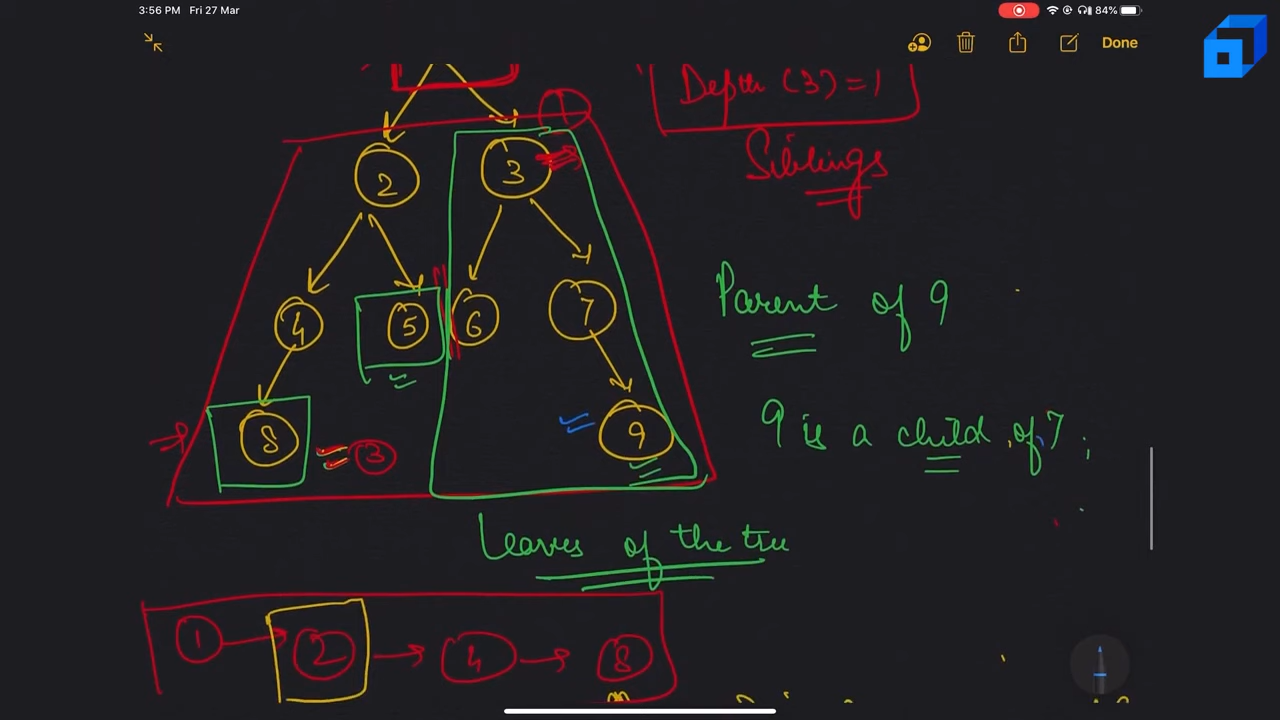 3:56 PM Fri 27 Mar
84%
Done
Depth (3) = 1
Siblings
2
3
4
5
6
7
8
3
9
Parent of 9
9 is a child of 7;
Leaves of the tree
1
2
4
8